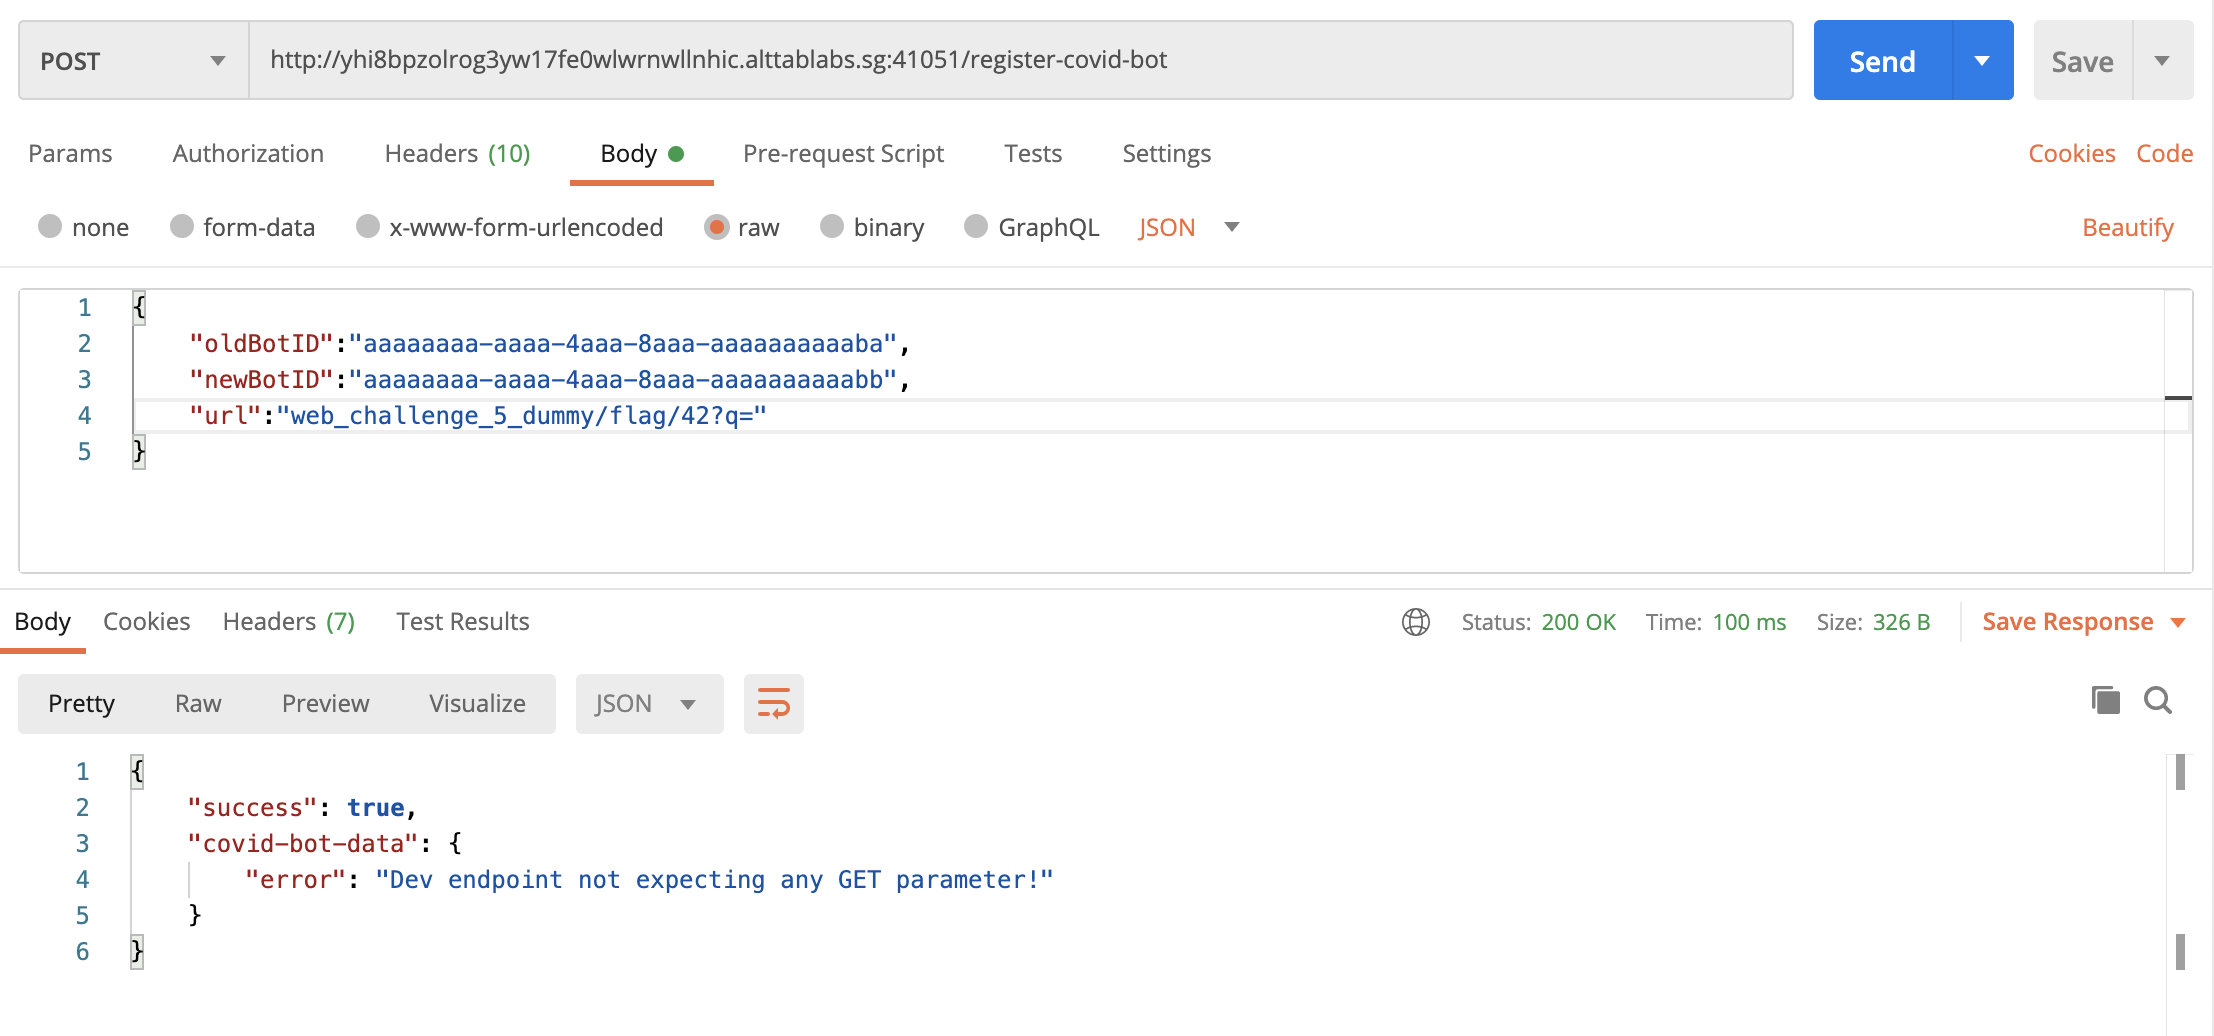 POST http://yhi8bpzolrog3yw17fe0wlwrnwllnhic.alttablabs.sg:41051/register-covid-bot Send Save
Params Authorization Headers (10) Body Pre-request Script Tests Settings Cookies Code
none form-data x-www-form-urlencoded raw binary GraphQL JSON Beautify
1 {
2 "oldBotID":"aaaaaaaa-aaaa-4aaa-8aaa-aaaaaaaaaaba",
3 "newBotID":"aaaaaaaa-aaaa-4aaa-8aaa-aaaaaaaaaabb",
4 "url":"web_challenge_5_dummy/flag/42?q="
5 }
Body Cookies Headers (7) Test Results Status: 200 OK Time: 100 ms Size: 326 B Save Response
Pretty Raw Preview Visualize JSON
1 {
2 "success": true,
3 "covid-bot-data": {
4 "error": "Dev endpoint not expecting any GET parameter!"
5 }
6 }